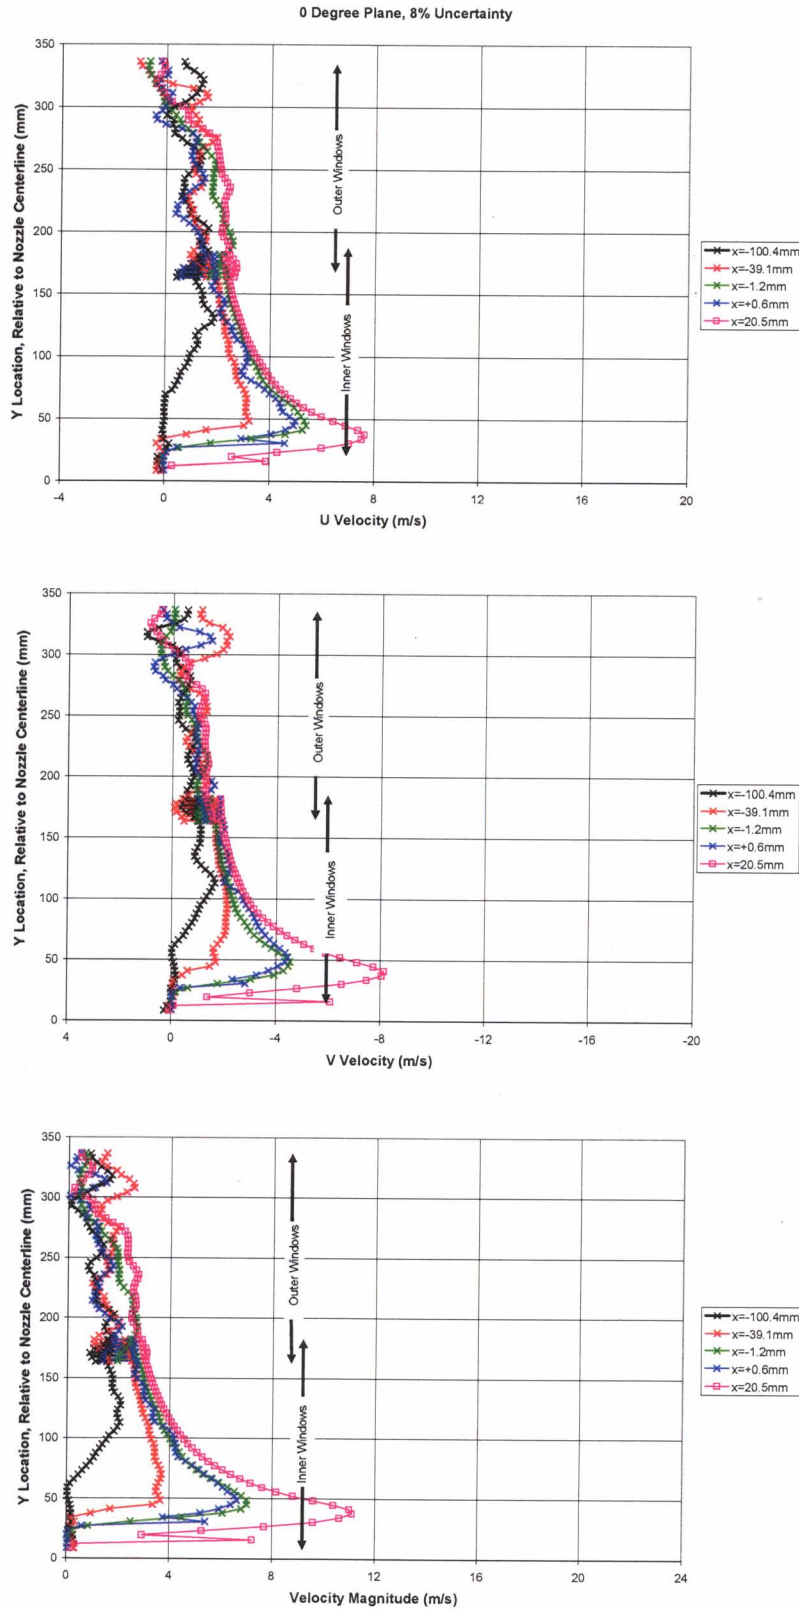 0 Degree Plane, 8% Uncertainty
350
300
250
200
150
100
50
0
Y Location, Relative to Nozzle Centerline (mm)
Outer Windows
Inner Windows
-4
0
4
8
12
16
20
U Velocity (m/s)
x=-100.4mm
x=-39.1mm
x=-1.2mm
x=+0.6mm
x=20.5mm
350
300
250
200
150
100
50
0
Y Location, Relative to Nozzle Centerline (mm)
Outer Windows
Inner Windows
4
0
-4
-8
-12
-16
-20
V Velocity (m/s)
x=-100.4mm
x=-39.1mm
x=-1.2mm
x=+0.6mm
x=20.5mm
350
300
250
200
150
100
50
0
Y Location, Relative to Nozzle Centerline (mm)
Outer Windows
Inner Windows
0
4
8
12
16
20
24
Velocity Magnitude (m/s)
x=-100.4mm
x=-39.1mm
x=-1.2mm
x=+0.6mm
x=20.5mm